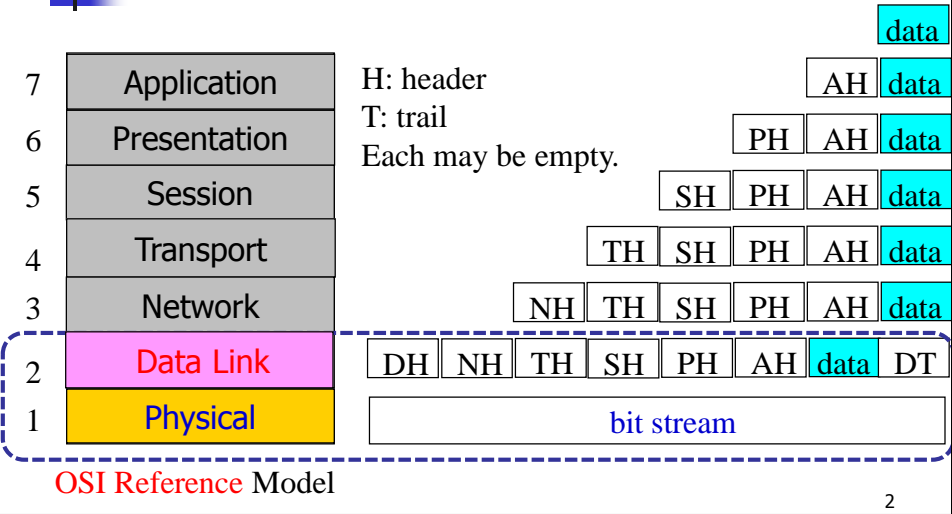 data
7 Application H: header AH data
T: trail
6 Presentation PH AH data
Each may be empty.
5 Session SH PH AH data
4 Transport TH SH PH AH data
3 Network NH TH SH PH AH data
2 Data Link DH NH TH SH PH AH data DT
1 Physical bit stream
OSI Reference Model
2